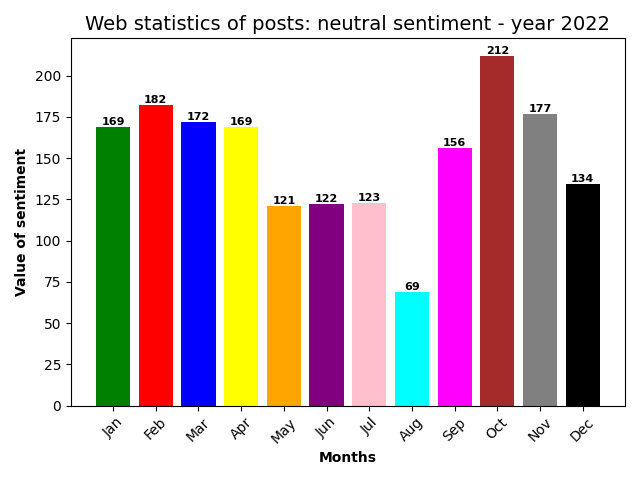 Web statistics of posts: neutral sentiment - year 2022
Value of sentiment
200
175
150
125
100
75
50
25
0
169
182
172
169
121
122
123
69
156
212
177
134
Jan
Feb
Mar
Apr
May
Jun
Jul
Aug
Sep
Oct
Nov
Dec
Months